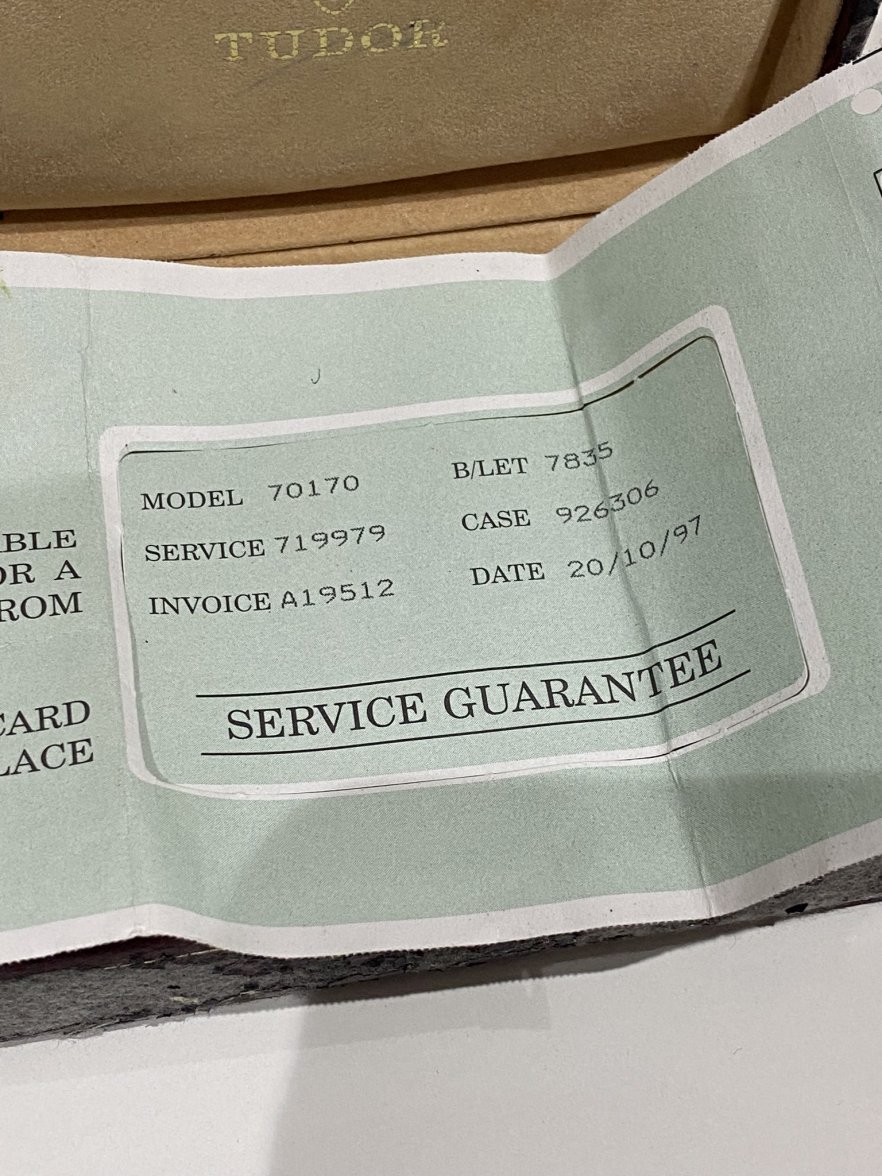 TUDOR
MODEL 70170 B/LET 7835
SERVICE 719979 CASE 926306
INVOICE A19512 DATE 20/10/97
SERVICE GUARANTEE
ABLE
OR A
ROM
CARD
LACE